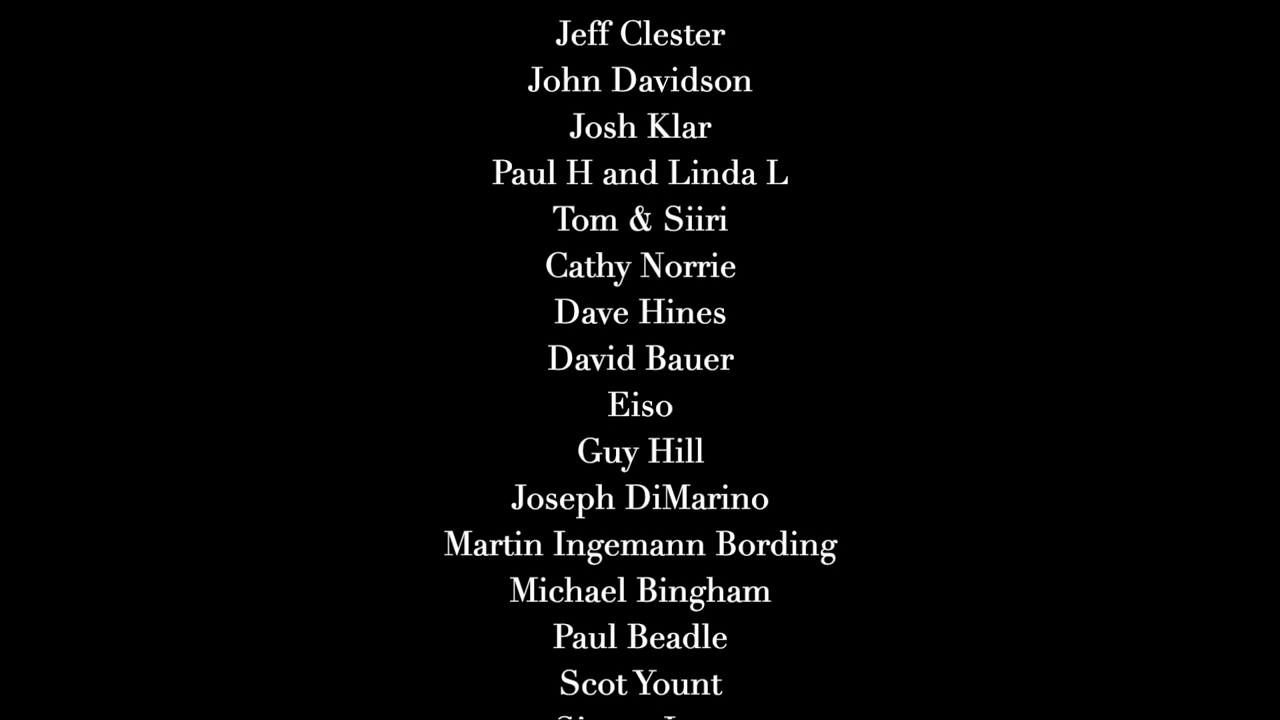 Jeff Clester
John Davidson
Josh Klar
Paul H and Linda L
Tom & Siiri
Cathy Norrie
Dave Hines
David Bauer
Eiso
Guy Hill
Joseph DiMarino
Martin Ingemann Bording
Michael Bingham
Paul Beadle
Scot Yount